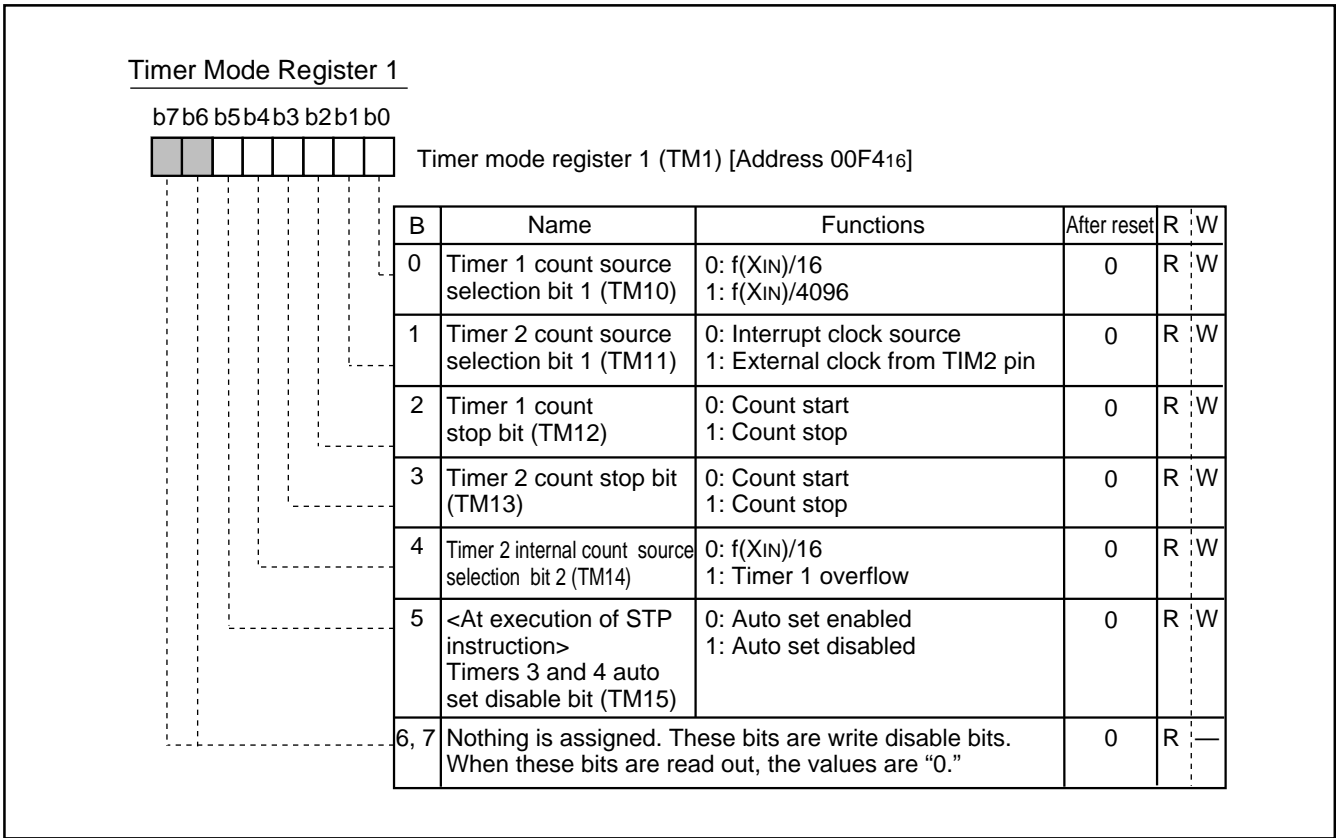 Timer Mode Register 1
b7 b6 b5 b4 b3 b2 b1 b0
Timer mode register 1 (TM1) [Address 00F416]
B Name Functions After reset R W
0 Timer 1 count source selection bit 1 (TM10) 0: f(XIN)/16 1: f(XIN)/4096 0 R W
1 Timer 2 count source selection bit 1 (TM11) 0: Interrupt clock source 1: External clock from TIM2 pin 0 R W
2 Timer 1 count stop bit (TM12) 0: Count start 1: Count stop 0 R W
3 Timer 2 count stop bit (TM13) 0: Count start 1: Count stop 0 R W
4 Timer 2 internal count source selection bit 2 (TM14) 0: f(XIN)/16 1: Timer 1 overflow 0 R W
5 <At execution of STP instruction> Timers 3 and 4 auto set disable bit (TM15) 0: Auto set enabled 1: Auto set disabled 0 R W
6, 7 Nothing is assigned. These bits are write disable bits. When these bits are read out, the values are “0.” 0 R —